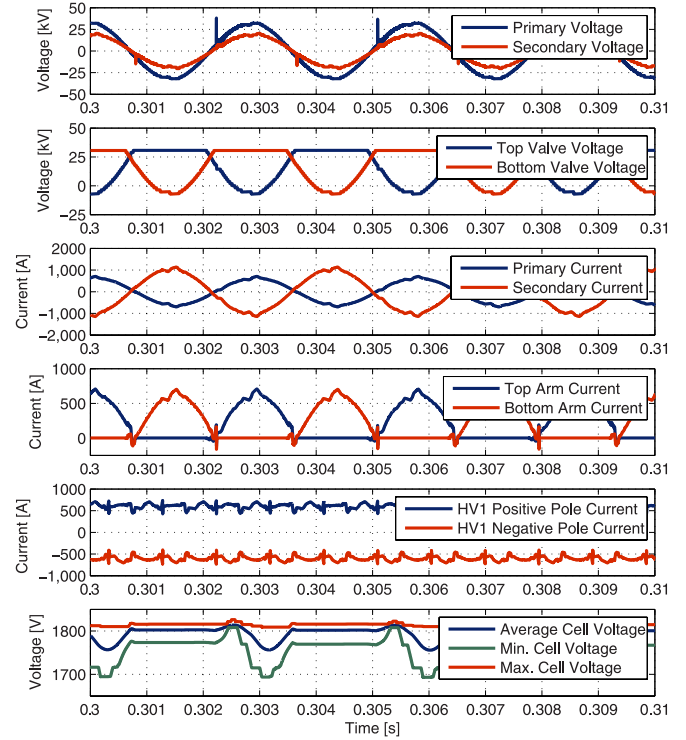 50
25
0
−25
−50
Voltage [kV]
Primary Voltage
Secondary Voltage
0.3 0.301 0.302 0.303 0.304 0.305 0.306 0.307 0.308 0.309 0.31
50
25
0
−25
Voltage [kV]
Top Valve Voltage
Bottom Valve Voltage
0.3 0.301 0.302 0.303 0.304 0.305 0.306 0.307 0.308 0.309 0.31
2000
1,000
0
−1,000
−2,000
Current [A]
Primary Current
Secondary Current
0.3 0.301 0.302 0.303 0.304 0.305 0.306 0.307 0.308 0.309 0.31
1000
500
0
Current [A]
Top Arm Current
Bottom Arm Current
0.3 0.301 0.302 0.303 0.304 0.305 0.306 0.307 0.308 0.309 0.31
1000
500
0
−500
−1,000
Current [A]
HV1 Positive Pole Current
HV1 Negative Pole Current
0.3 0.301 0.302 0.303 0.304 0.305 0.306 0.307 0.308 0.309 0.31
1800
1700
Voltage [V]
Average Cell Voltage
Min. Cell Voltage
Max. Cell Voltage
0.3 0.301 0.302 0.303 0.304 0.305 0.306 0.307 0.308 0.309 0.31
Time [s]